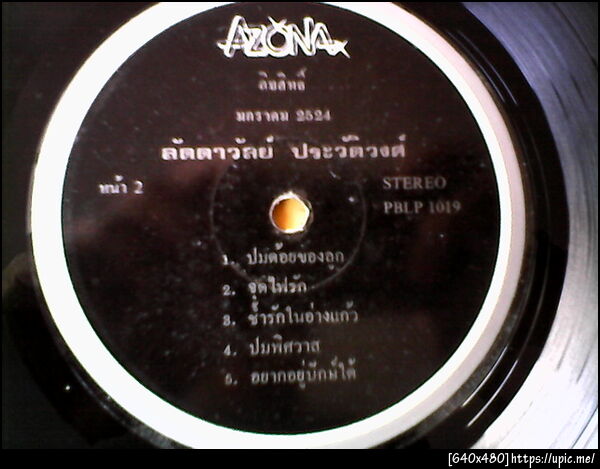 AZONA
ลิขสิทธิ์
มกราคม 2524
ลัดดาวัลย์ ประวัติวงศ์
หน้า 2
STEREO
PBLP 1019
1. ปมด้อยของลูก
2. จุดไฟรัก
3. ช้ำรักในอ่างแก้ว
4. ปมพิศวาส
5. อยากอยู่ปักษ์ใต้
[640x480]https://upic.me/